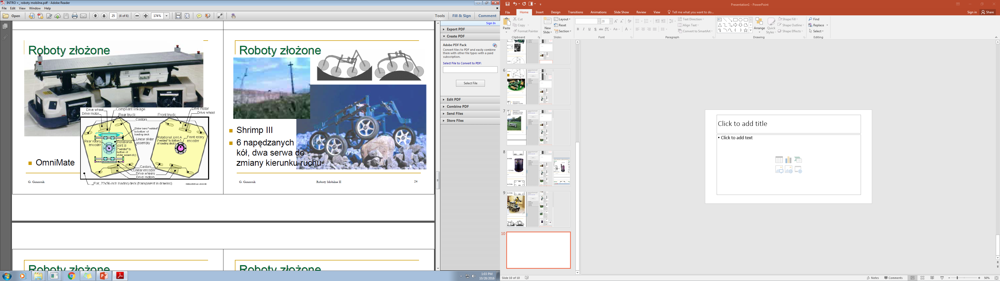 INTRO +_ roboty mobilne.pdf - Adobe Reader
File Edit View Window Help
Open 25 (4 of 6) 174% Tools Fill & Sign Comment
Sign In
Export PDF
Create PDF
Adobe PDF Pack
Convert files to PDF and easily combine
them with other file types with a paid
subscription.
Select File to Convert to PDF:
Select File
Edit PDF
Combine PDF
Send Files
Store Files
Roboty złożone
Drive wheel
Drive motor
Compliant linkage
Rear truck
Front truck
Drive motor
Drive wheel
Castors
Slider bars "welded"
to bottom of
loading deck
Linear slider
assembly
Rear rotary
encoder
Rotational
joint B
("welded" to
bottom of
slider assembly)
Rotational joint A
("welded" to bottom
of loading deck)
Front rotary
encoder
Castors
Linear encoder
Drive wheels
Drive motors
Flat, 72x36-inch loading deck (transparent in drawing)
OmniMate
G. Granosik
Roboty złożone
Shrimp III
6 napędzanych
kół, dwa serwa do
zmiany kierunku ruchu
G. Granosik Roboty Mobilne II 24
Roboty złożone
Roboty złożone
1:03 PM
10/28/2016
Presentation1 - PowerPoint
File Home Insert Design Transitions Animations Slide Show Review View Tell me what you want to do... Sign in Share
Paste
Cut
Copy
Format Painter
Clipboard
New
Slide
Layout
Reset
Section
Slides
28
B I U S abc AV Aa A
Font
Text Direction
Align Text
Convert to SmartArt
Paragraph
Arrange
Quick
Styles
Shape Fill
Shape Outline
Shape Effects
Drawing
Find
Replace
Select
Editing
6
7
8
9
10
Click to add title
• Click to add text
Slide 10 of 10 Notes Comments 50%